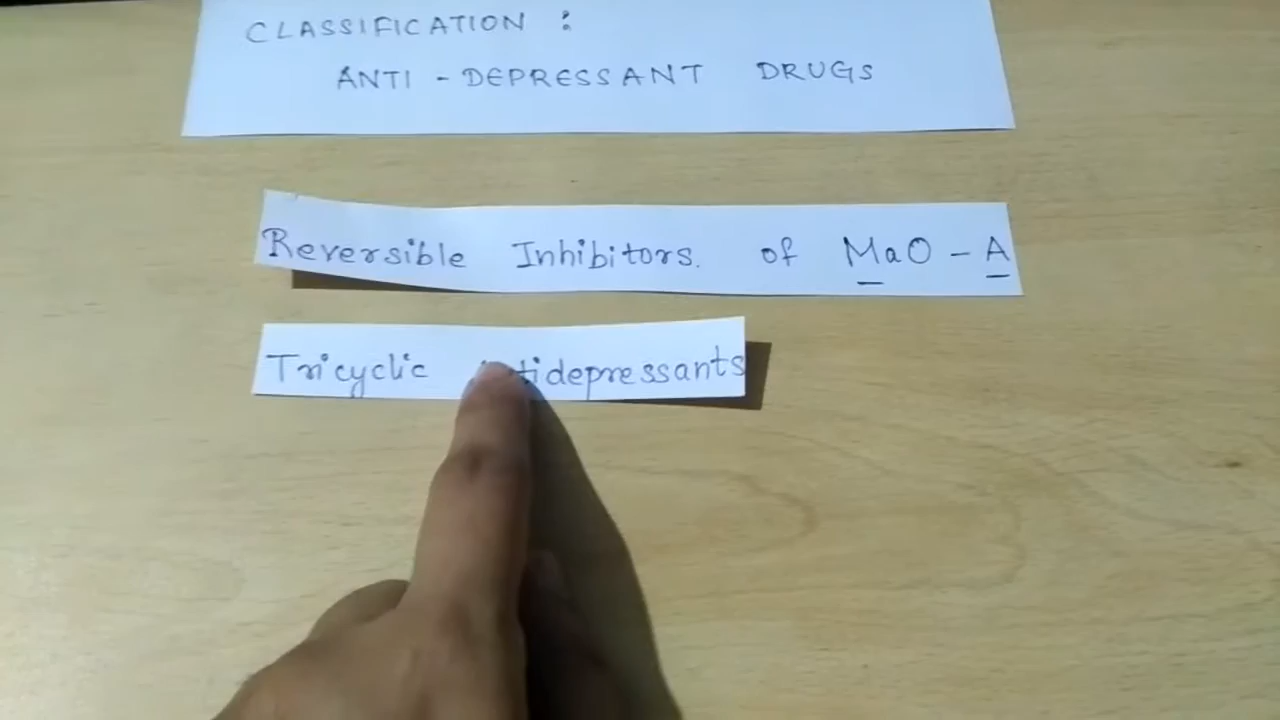 CLASSIFICATION :
ANTI - DEPRESSANT DRUGS
Reversible Inhibitors. of MaO - A
Tricyclic